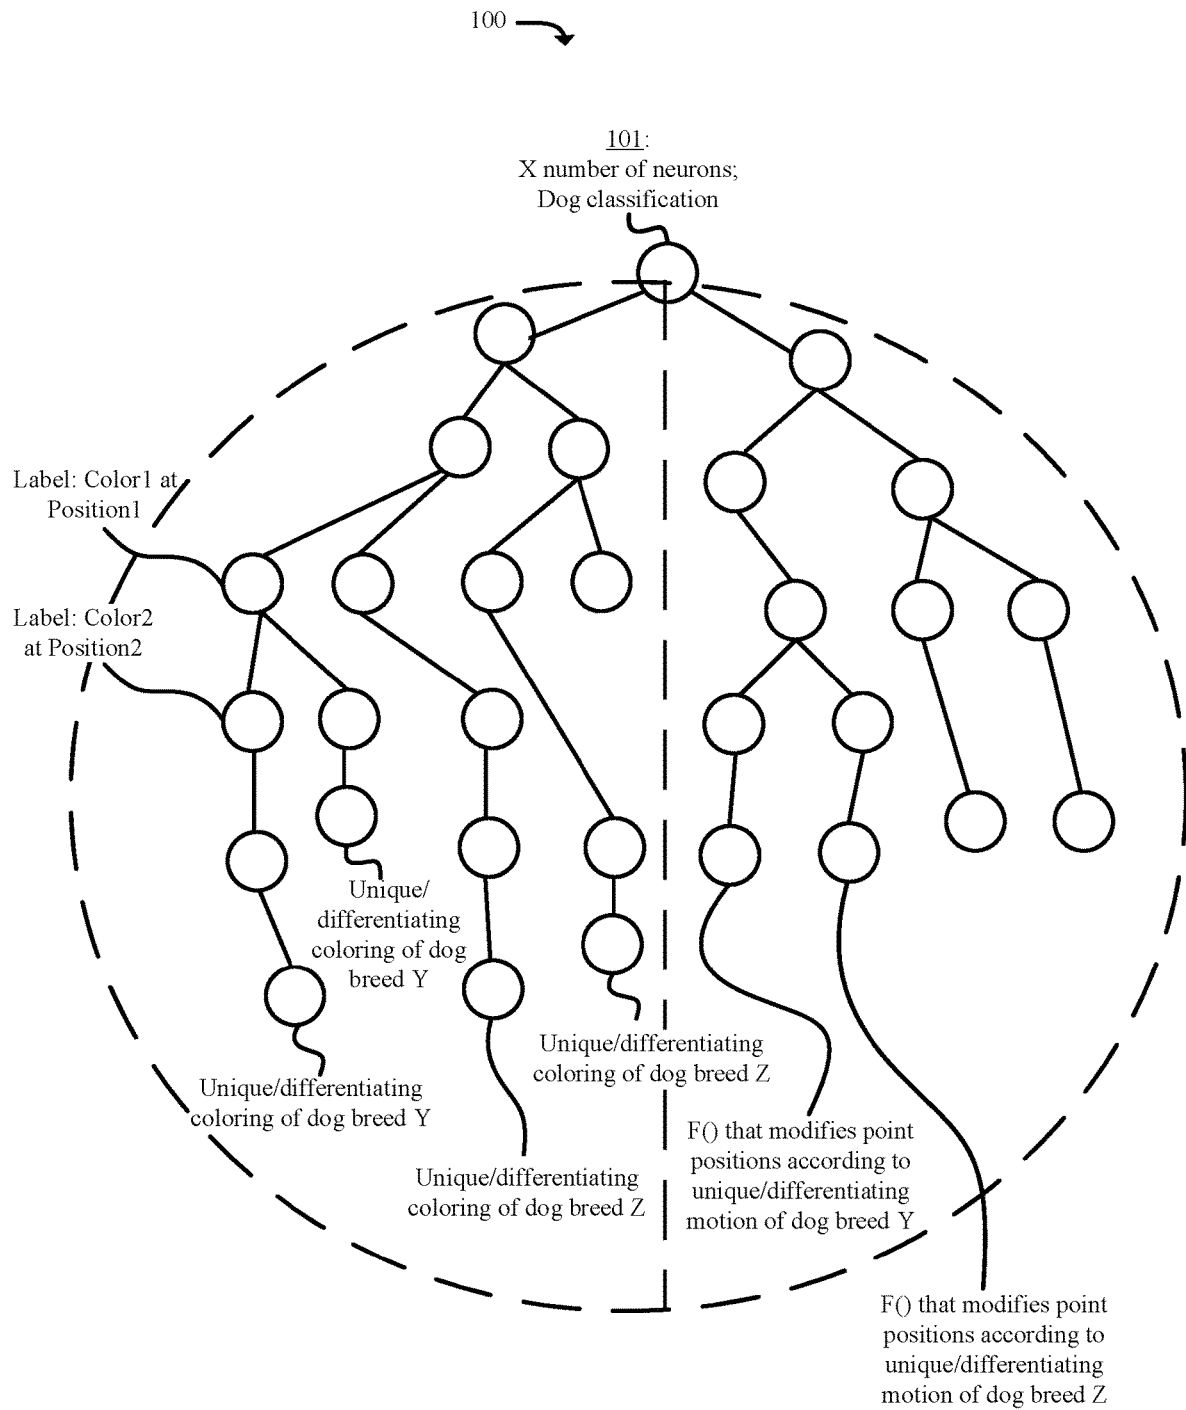 100
101:
X number of neurons;
Dog classification
Label: Color1 at
Position1
Label: Color2
at Position2
Unique/
differentiating
coloring of dog
breed Y
Unique/differentiating
coloring of dog breed Y
Unique/differentiating
coloring of dog breed Z
Unique/differentiating
coloring of dog breed Z
F() that modifies point
positions according to
unique/differentiating
motion of dog breed Y
F() that modifies point
positions according to
unique/differentiating
motion of dog breed Z